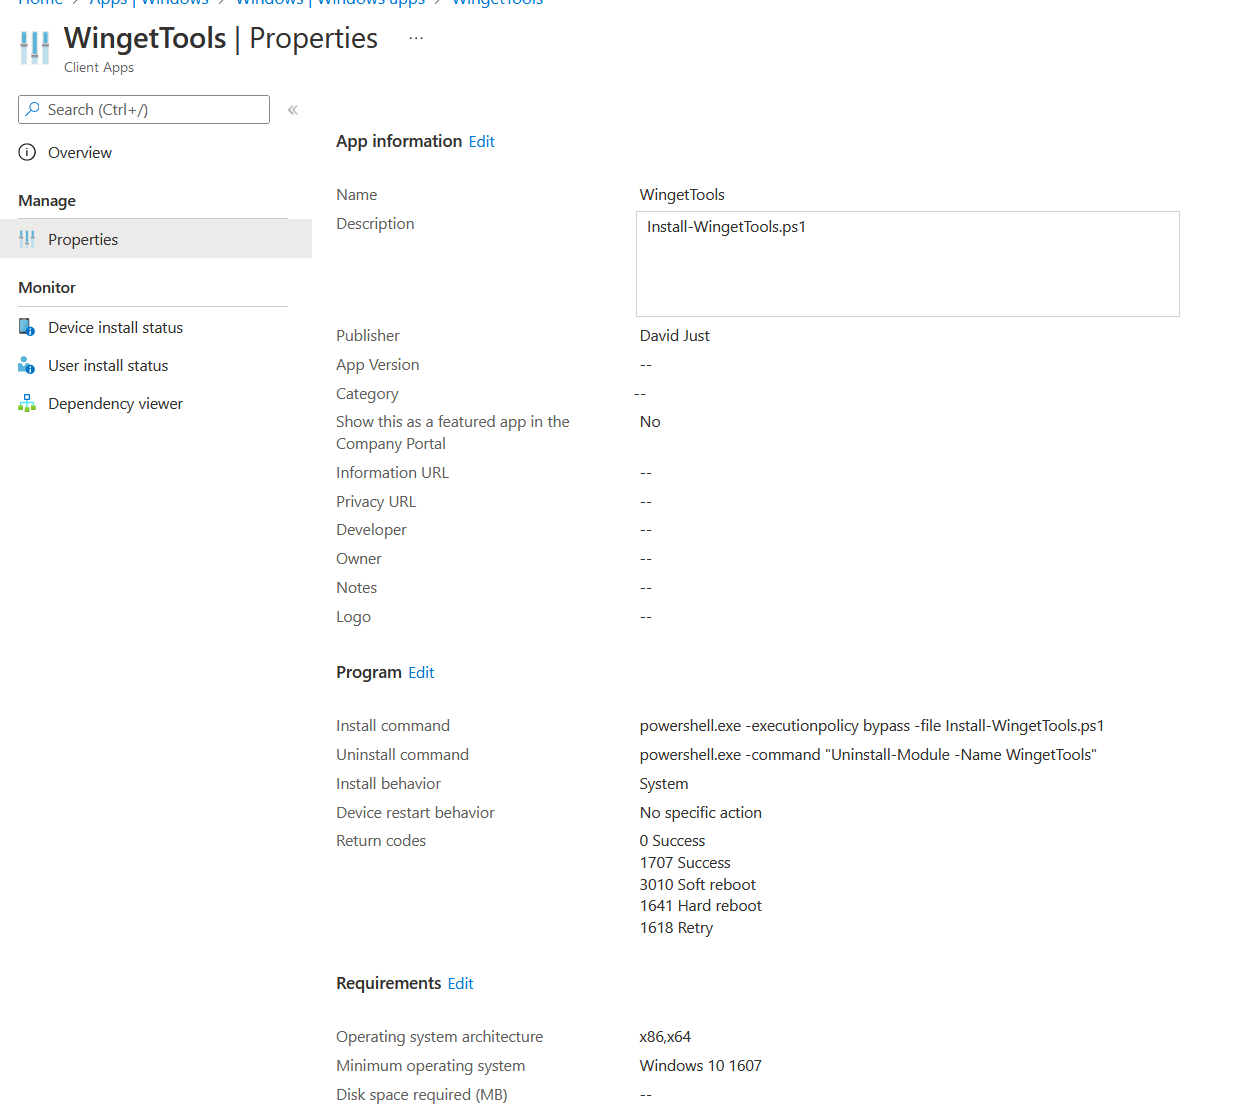 Home > Apps | Windows > Windows | Windows apps > WingetTools
WingetTools | Properties ...
Client Apps
Search (Ctrl+/)
«
Overview
Manage
Properties
Monitor
Device install status
User install status
Dependency viewer
App information Edit
Name WingetTools
Description Install-WingetTools.ps1
Publisher David Just
App Version --
Category --
Show this as a featured app in the No
Company Portal
Information URL --
Privacy URL --
Developer --
Owner --
Notes --
Logo --
Program Edit
Install command powershell.exe -executionpolicy bypass -file Install-WingetTools.ps1
Uninstall command powershell.exe -command "Uninstall-Module -Name WingetTools"
Install behavior System
Device restart behavior No specific action
Return codes 0 Success
1707 Success
3010 Soft reboot
1641 Hard reboot
1618 Retry
Requirements Edit
Operating system architecture x86,x64
Minimum operating system Windows 10 1607
Disk space required (MB) --